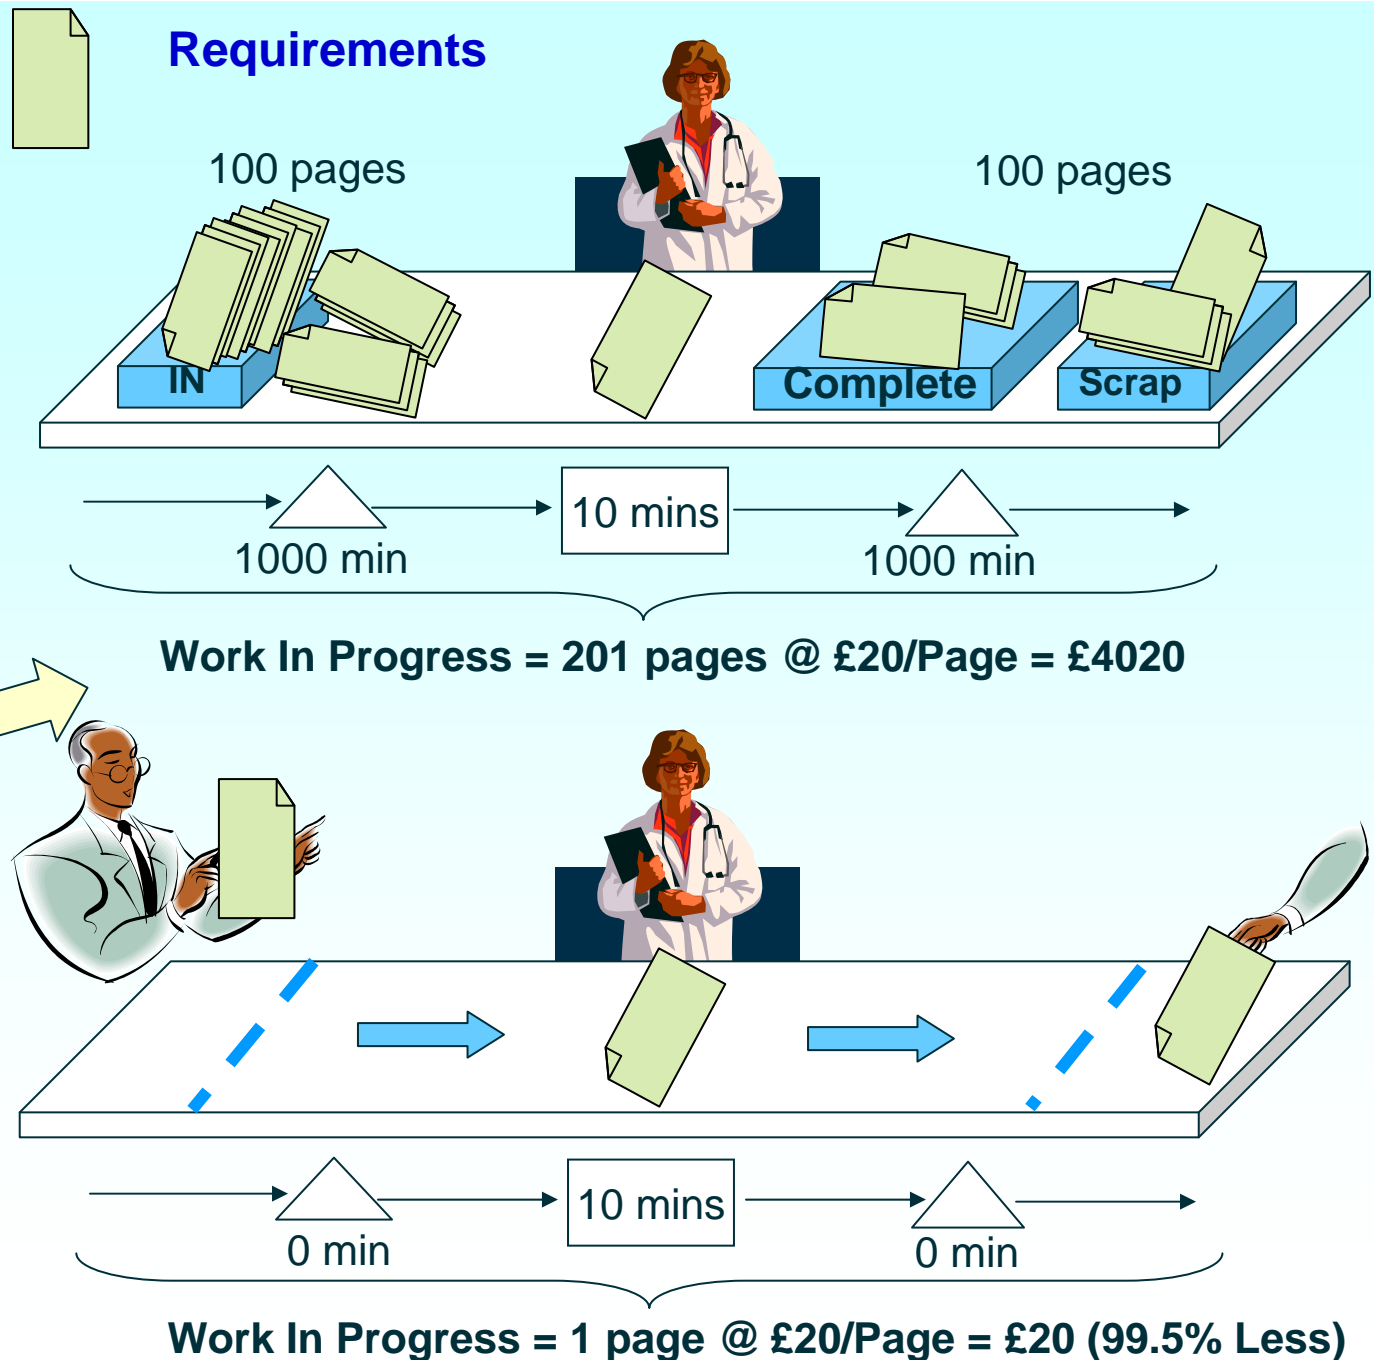 Requirements
100 pages
100 pages
IN
Complete
Scrap
10 mins
1000 min
1000 min
Work In Progress = 201 pages @ £20/Page = £4020
10 mins
0 min
0 min
Work In Progress = 1 page @ £20/Page = £20 (99.5% Less)